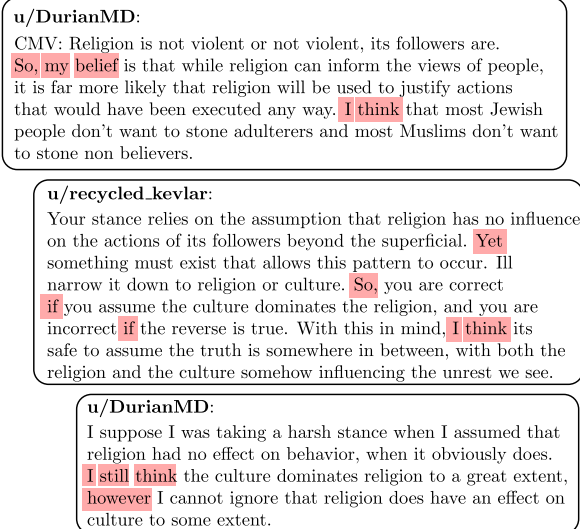 u/DurianMD:
CMV: Religion is not violent or not violent, its followers are.
So, my belief is that while religion can inform the views of people,
it is far more likely that religion will be used to justify actions
that would have been executed any way. I think that most Jewish
people don't want to stone adulterers and most Muslims don't want
to stone non believers.
u/recycled_kevlar:
Your stance relies on the assumption that religion has no influence
on the actions of its followers beyond the superficial. Yet
something must exist that allows this pattern to occur. Ill
narrow it down to religion or culture. So, you are correct
if you assume the culture dominates the religion, and you are
incorrect if the reverse is true. With this in mind, I think its
safe to assume the truth is somewhere in between, with both the
religion and the culture somehow influencing the unrest we see.
u/DurianMD:
I suppose I was taking a harsh stance when I assumed that
religion had no effect on behavior, when it obviously does.
I still think the culture dominates religion to a great extent,
however I cannot ignore that religion does have an effect on
culture to some extent.